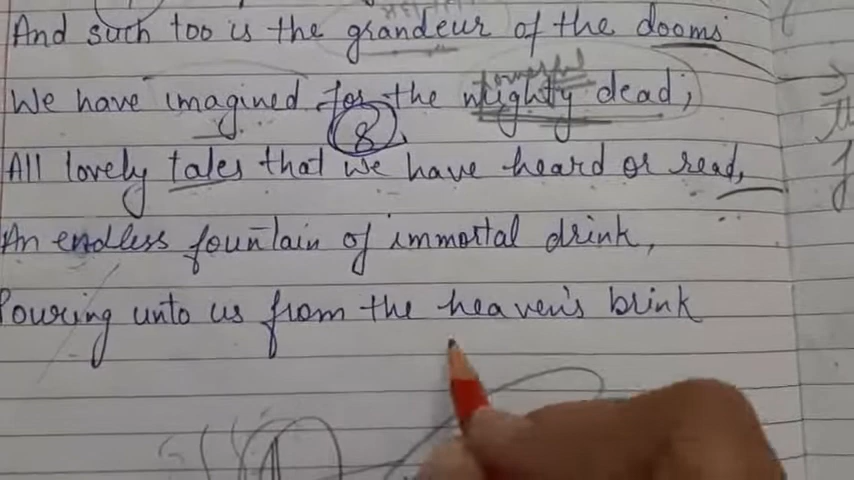 And such too is the grandeur of the dooms
powerful
We have imagined for the mighty dead;
8
All lovely tales that we have heard or read,
An endless fountain of immortal drink,
Pouring unto us from the heaven's brink